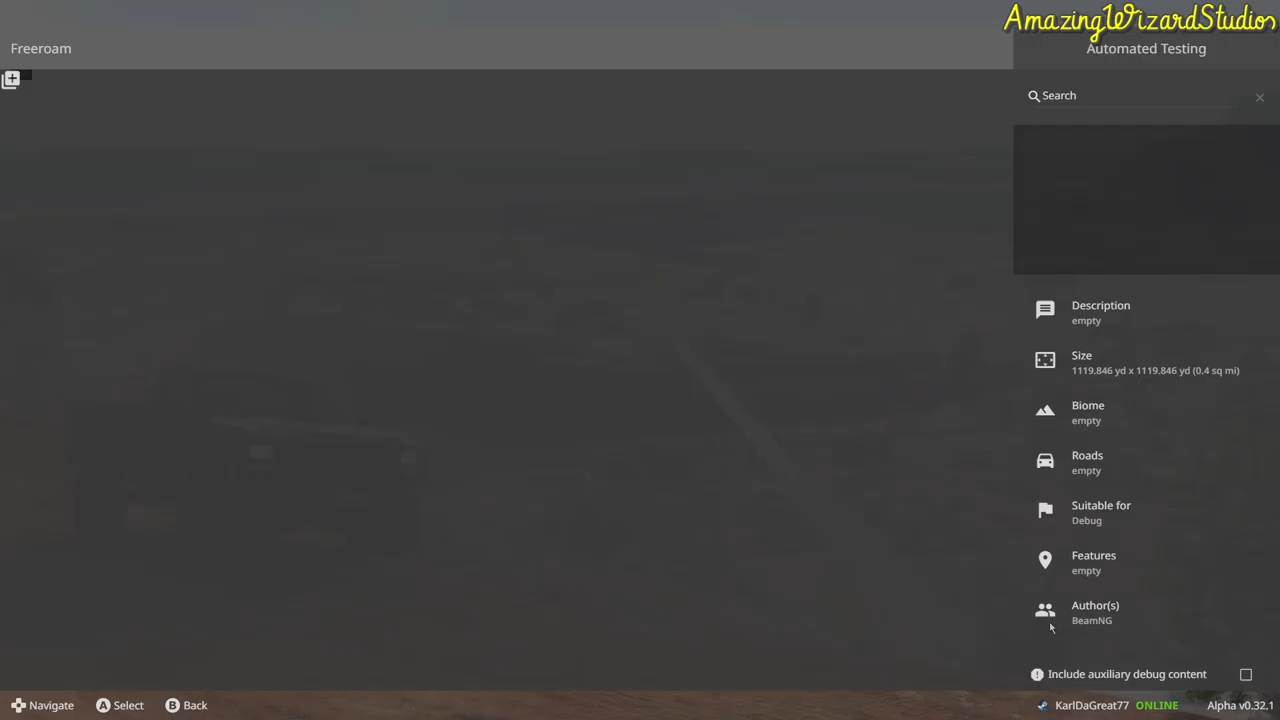 AmazingWizardStudios
Freeroam
Automated Testing
Search
Description
empty
Size
1119.846 yd x 1119.846 yd (0.4 sq mi)
Biome
empty
Roads
empty
Suitable for
Debug
Features
empty
Author(s)
BeamNG
Include auxiliary debug content
Navigate
A Select
B Back
KarlDaGreat77 ONLINE
Alpha v0.32.1